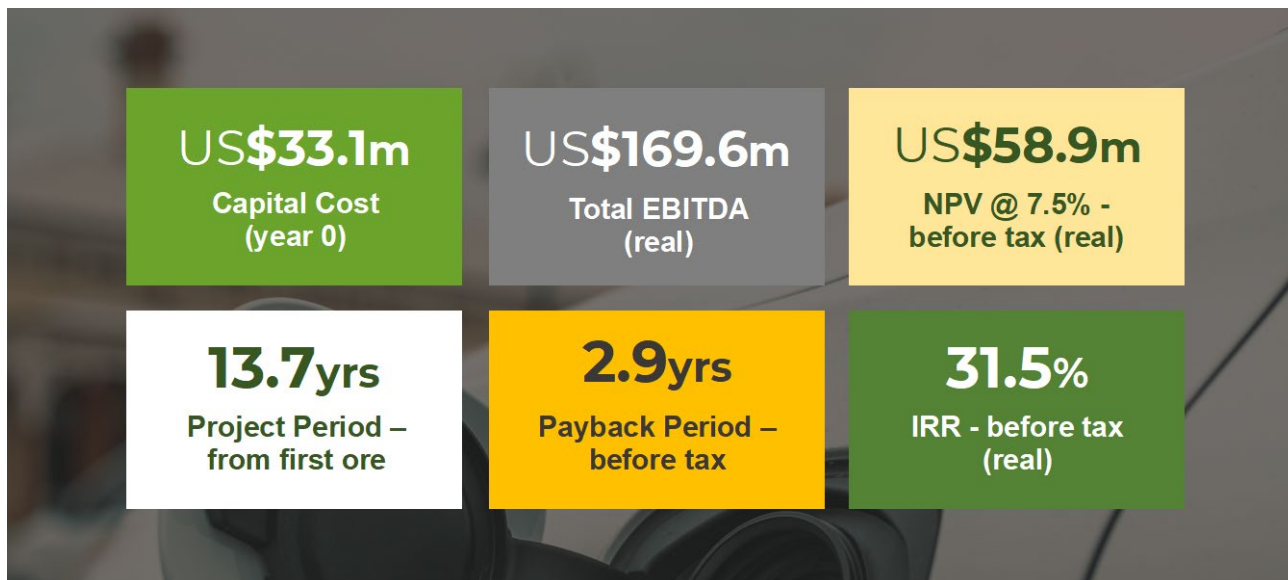 US$33.1m
Capital Cost
(year 0)
US$169.6m
Total EBITDA
(real)
US$58.9m
NPV @ 7.5% -
before tax (real)
13.7yrs
Project Period –
from first ore
2.9yrs
Payback Period –
before tax
31.5%
IRR - before tax
(real)